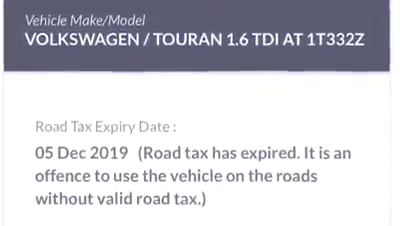 Vehicle Make/Model
VOLKSWAGEN / TOURAN 1.6 TDI AT 1T332Z
Road Tax Expiry Date :
05 Dec 2019 (Road tax has expired. It is an
offence to use the vehicle on the roads
without valid road tax.)